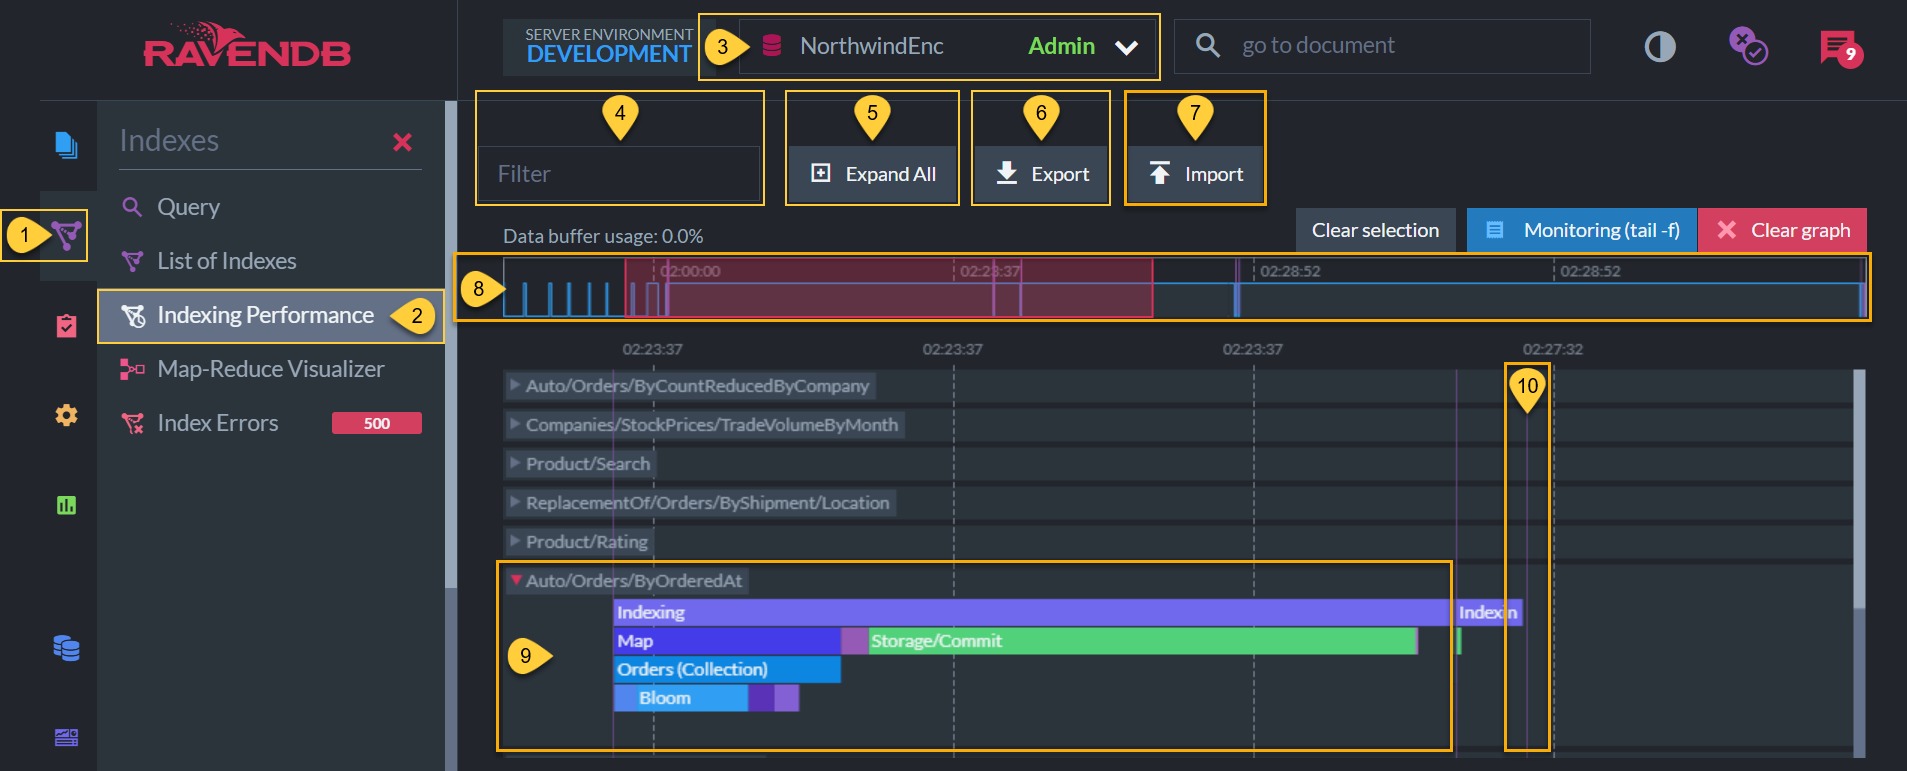 RAVENDB
SERVER ENVIRONMENT
DEVELOPMENT
3
NorthwindEnc
Admin
go to document
9
Indexes
Query
1
List of Indexes
Indexing Performance
2
Map-Reduce Visualizer
Index Errors
500
4
Filter
5
Expand All
6
Export
7
Import
Data buffer usage: 0.0%
Clear selection
Monitoring (tail -f)
Clear graph
8
02:00:00
02:23:37
02:28:52
02:28:52
02:23:37
02:23:37
02:23:37
02:27:32
10
Auto/Orders/ByCountReducedByCompany
Companies/StockPrices/TradeVolumeByMonth
Product/Search
ReplacementOf/Orders/ByShipment/Location
Product/Rating
Auto/Orders/ByOrderedAt
Indexing
Indexin
Map
Storage/Commit
9
Orders (Collection)
Bloom